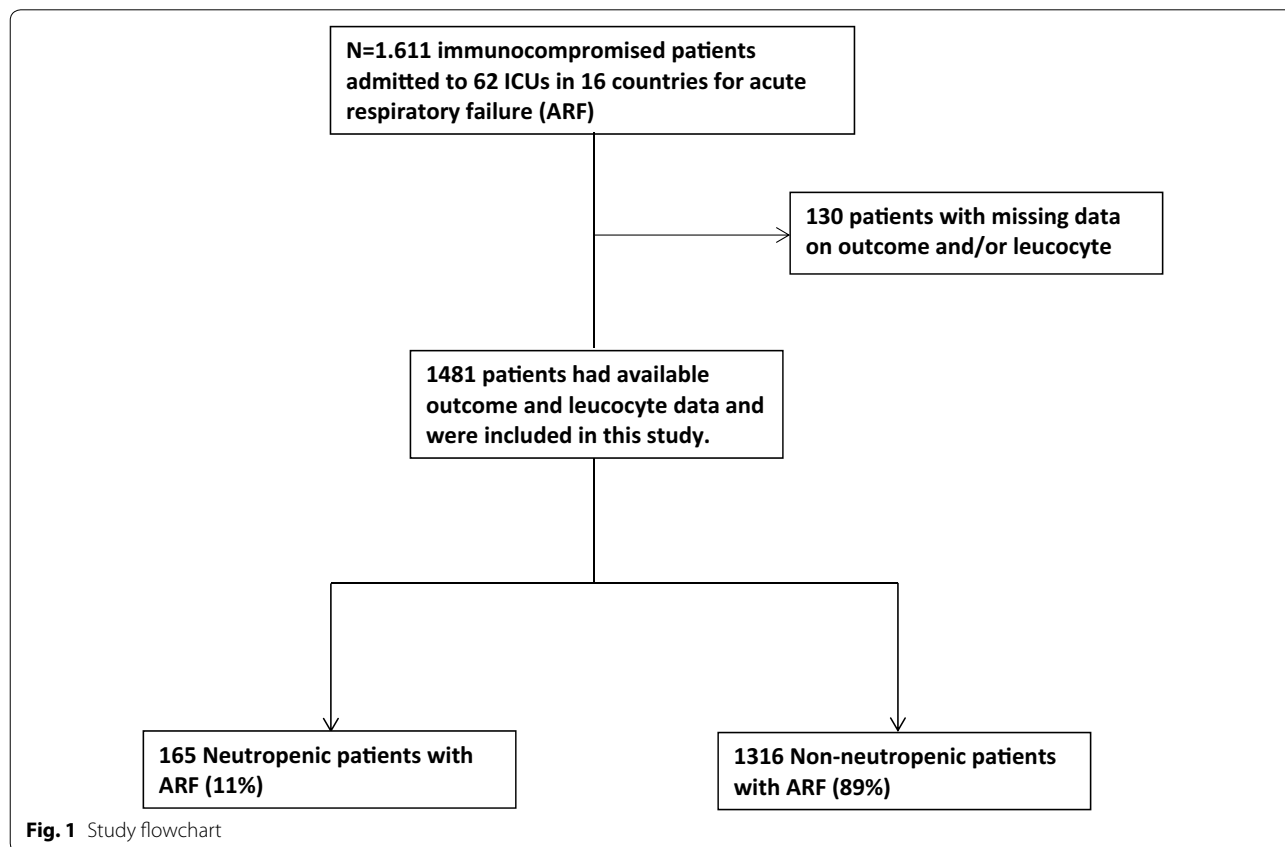 N=1.611 immunocompromised patients
admitted to 62 ICUs in 16 countries for acute
respiratory failure (ARF)
130 patients with missing data
on outcome and/or leucocyte
1481 patients had available
outcome and leucocyte data and
were included in this study.
165 Neutropenic patients with
ARF (11%)
1316 Non-neutropenic patients
with ARF (89%)
Fig. 1 Study flowchart